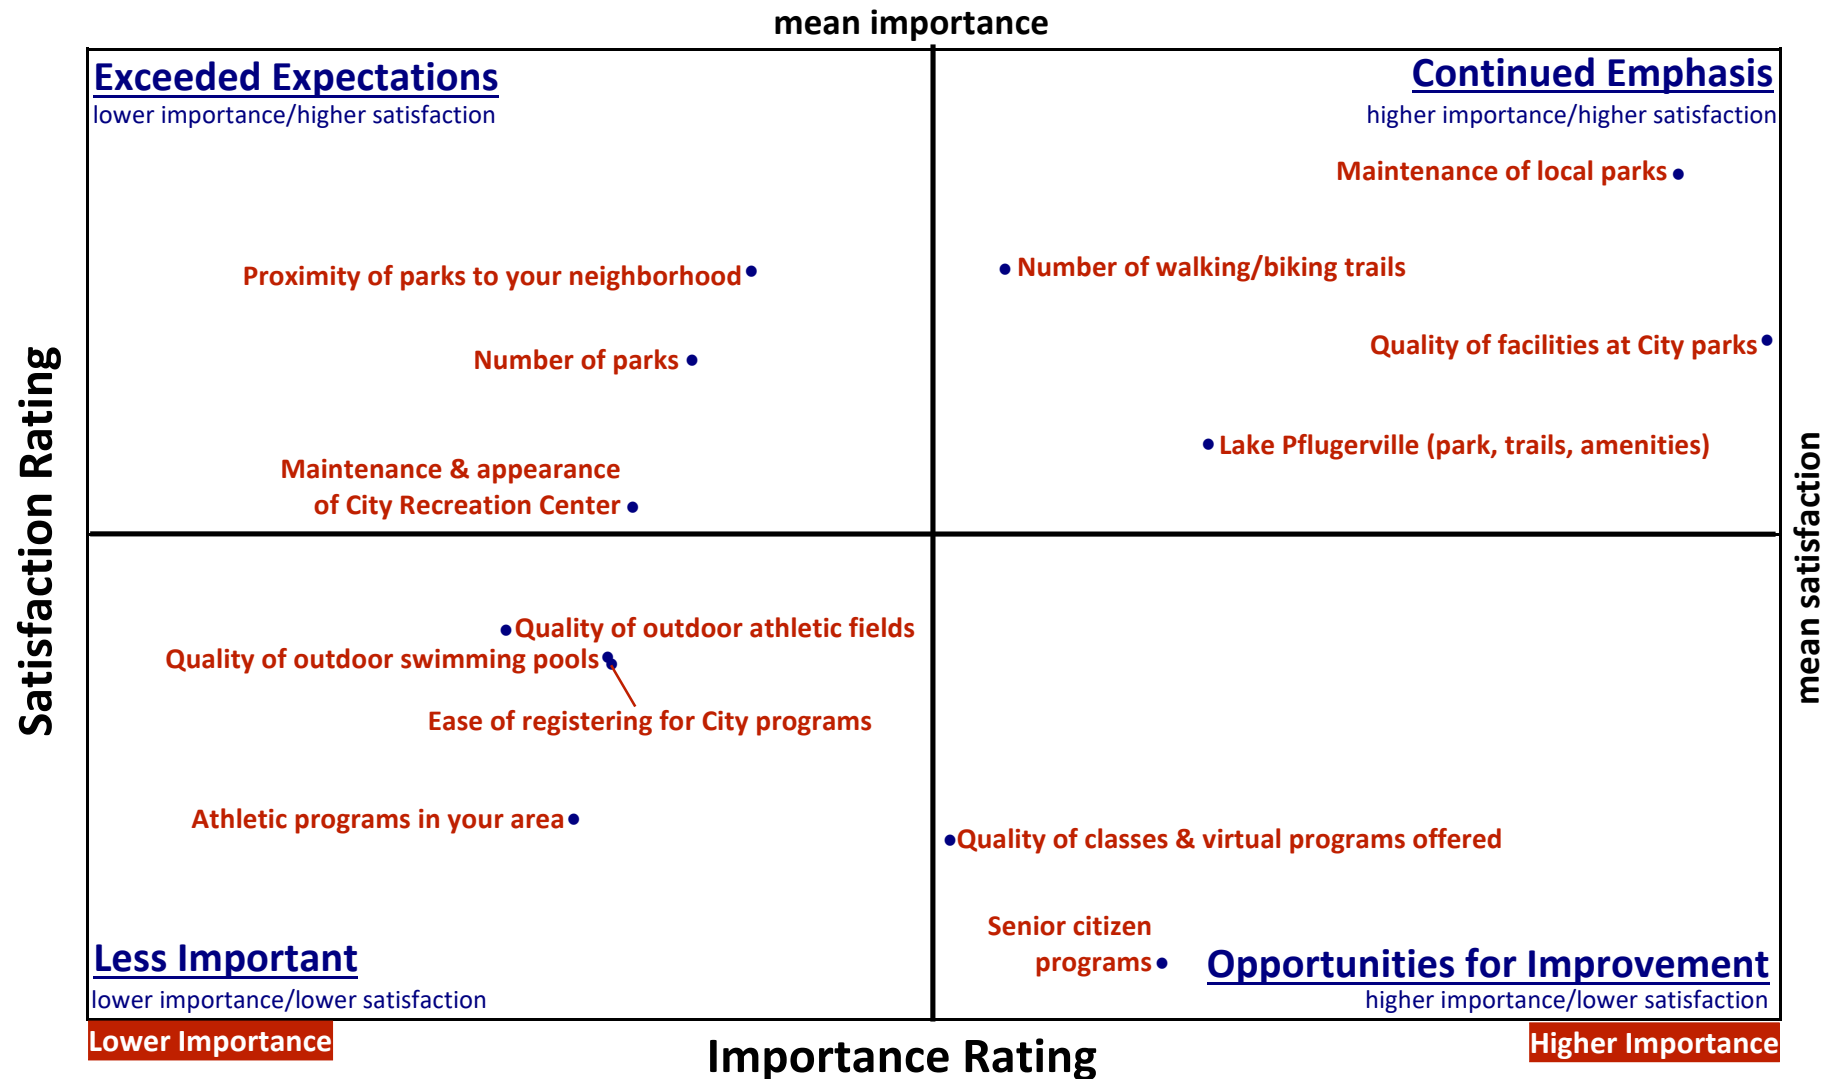 mean importance
Exceeded Expectations
lower importance/higher satisfaction
Continued Emphasis
higher importance/higher satisfaction
Maintenance of local parks
Proximity of parks to your neighborhood
Number of walking/biking trails
Number of parks
Quality of facilities at City parks
Maintenance & appearance
of City Recreation Center
Lake Pflugerville (park, trails, amenities)
Satisfaction Rating
mean satisfaction
Quality of outdoor athletic fields
Quality of outdoor swimming pools
Ease of registering for City programs
Athletic programs in your area
Quality of classes & virtual programs offered
Senior citizen
programs
Less Important
lower importance/lower satisfaction
Opportunities for Improvement
higher importance/lower satisfaction
Lower Importance
Importance Rating
Higher Importance